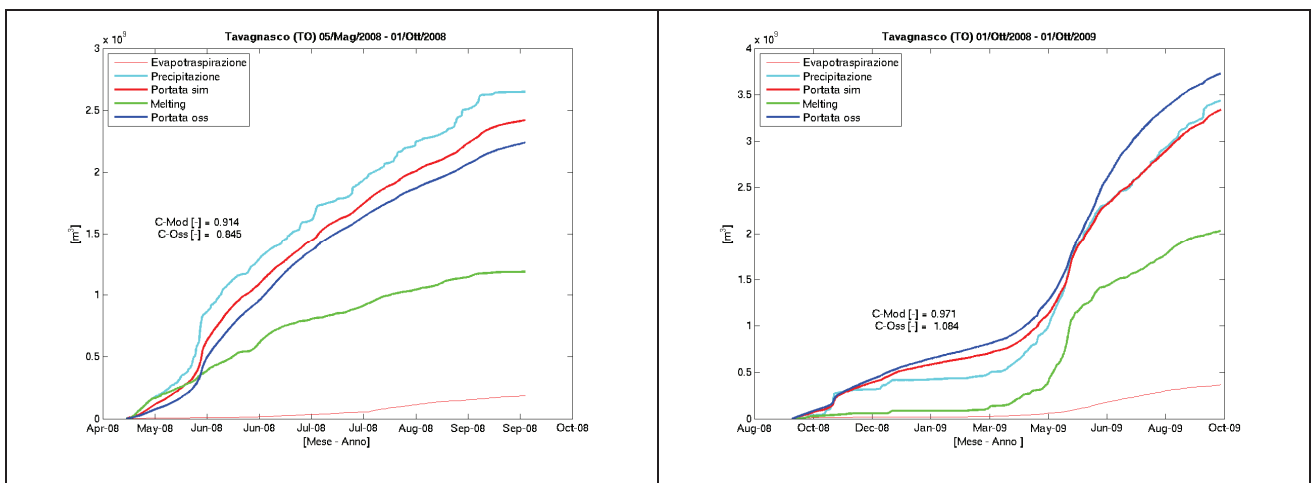 Tavagnasco (TO) 05/Mag/2008 - 01/Ott/2008
x 10⁹
3
2.5
2
1.5
1
0.5
0
[m³]
Evapotraspirazione
Precipitazione
Portata sim
Melting
Portata oss
C-Mod [-] = 0.914
C-Oss [-] = 0.845
Apr-08 May-08 Jun-08 Jun-08 Jul-08 Jul-08 Aug-08 Sep-08 Sep-08 Oct-08
[Mese - Anno]
Tavagnasco (TO) 01/Ott/2008 - 01/Ott/2009
x 10⁹
4
3.5
3
2.5
2
1.5
1
0.5
0
[m³]
Evapotraspirazione
Precipitazione
Portata sim
Melting
Portata oss
C-Mod [-] = 0.971
C-Oss [-] = 1.084
Aug-08 Oct-08 Dec-08 Jan-09 Mar-09 May-09 Jun-09 Aug-09 Oct-09
[Mese - Anno ]